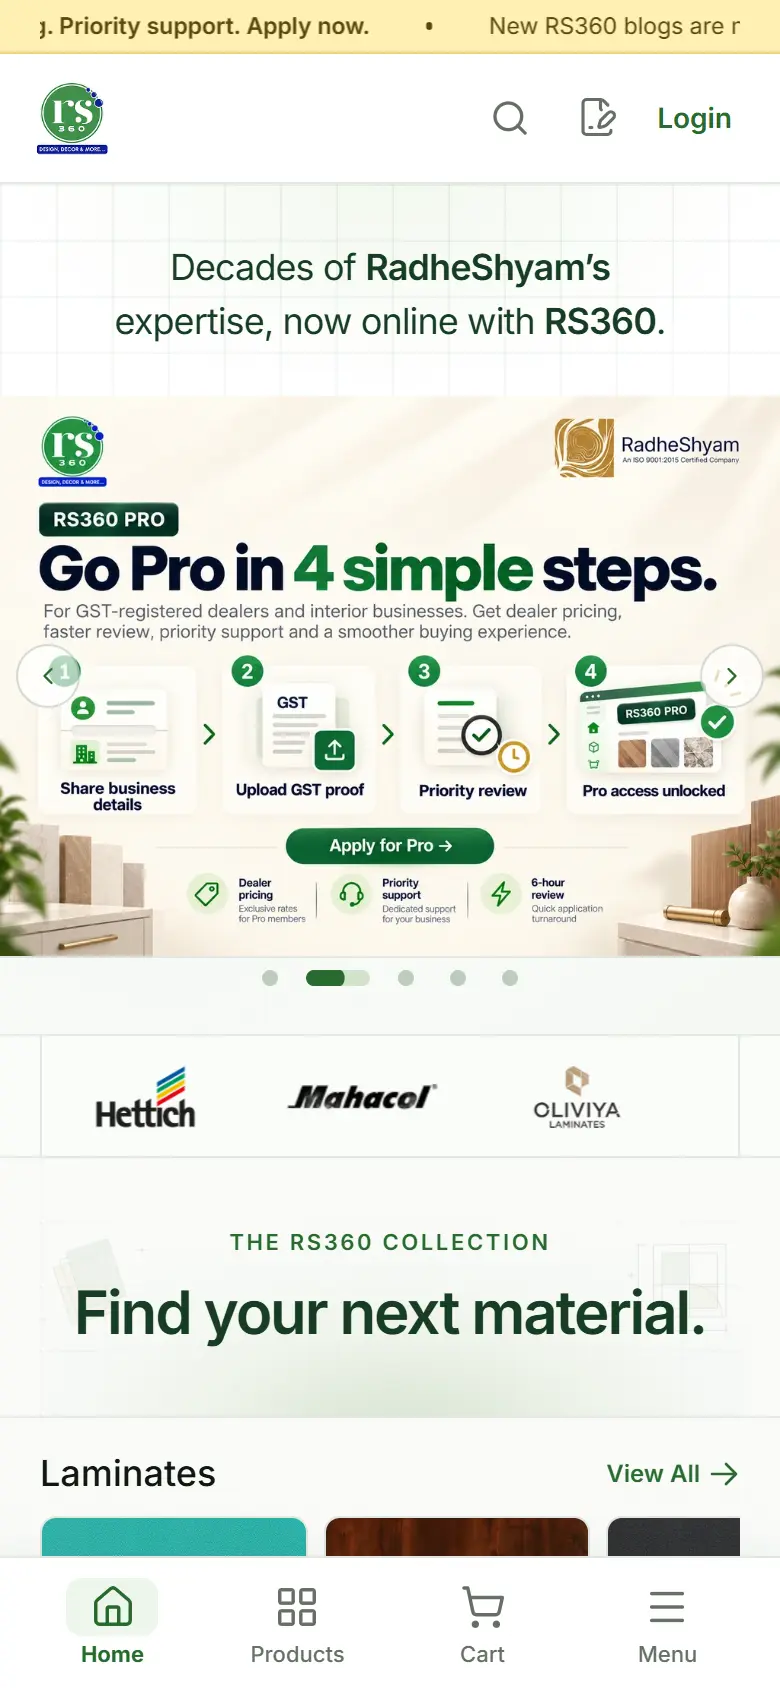 g. Priority support. Apply now. • New RS360 blogs are
rs
360
DESIGN, DECOR & MORE...
Login
Decades of RadheShyam’s
expertise, now online with RS360.
rs
360
DESIGN, DECOR & MORE...
RadheShyam
An ISO 9001:2015 Certified Company
RS360 PRO
Go Pro in 4 simple steps.
For GST-registered dealers and interior businesses. Get dealer pricing,
faster review, priority support and a smoother buying experience.
1
Share business
details
2
GST
Upload GST proof
3
Priority review
4
RS360 PRO
Pro access unlocked
Apply for Pro →
Dealer
pricing
Exclusive rates
for Pro members
Priority
support
Dedicated support
for your business
6-hour
review
Quick application
turnaround
Hettich
Mahacol
OLIVIYA
LAMINATES
THE RS360 COLLECTION
Find your next material.
Laminates
View All →
Home
Products
Cart
Menu